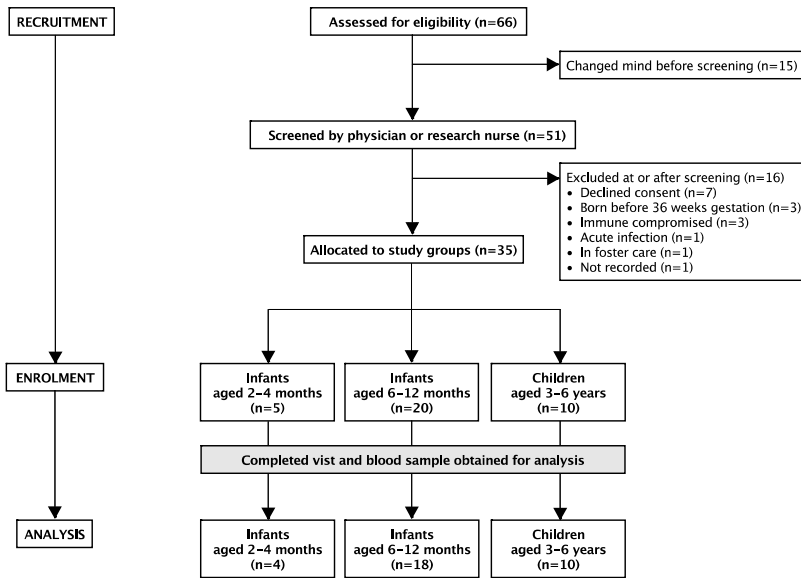 RECRUITMENT
Assessed for eligibility (n=66)
Changed mind before screening (n=15)
Screened by physician or research nurse (n=51)
Excluded at or after screening (n=16)
• Declined consent (n=7)
• Born before 36 weeks gestation (n=3)
• Immune compromised (n=3)
• Acute infection (n=1)
• In foster care (n=1)
• Not recorded (n=1)
Allocated to study groups (n=35)
ENROLMENT
Infants
aged 2–4 months
(n=5)
Infants
aged 6–12 months
(n=20)
Children
aged 3–6 years
(n=10)
Completed vist and blood sample obtained for analysis
ANALYSIS
Infants
aged 2–4 months
(n=4)
Infants
aged 6–12 months
(n=18)
Children
aged 3–6 years
(n=10)